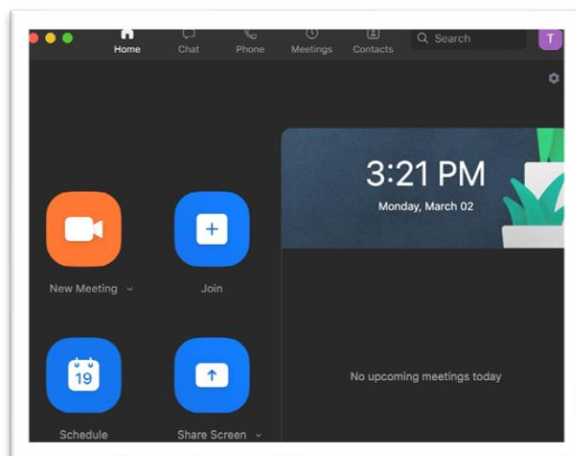 Home
Chat
Phone
Meetings
Contacts
Search
T
3:21 PM
Monday, March 02
New Meeting
Join
19
Schedule
Share Screen
No upcoming meetings today